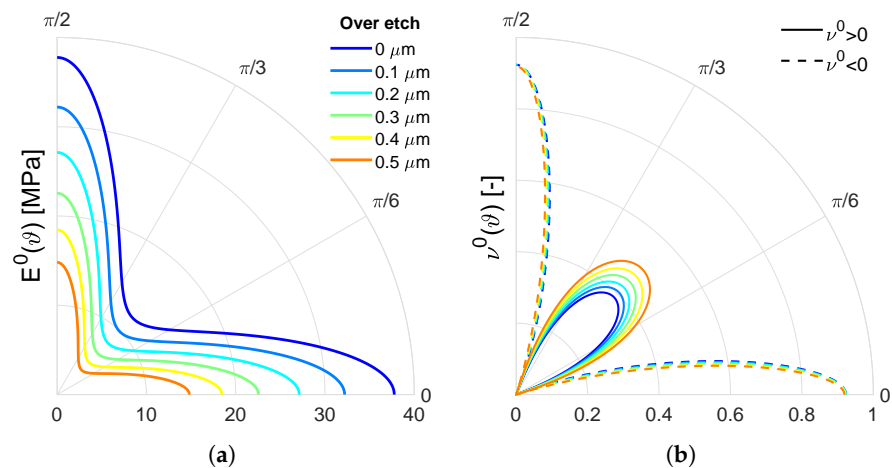 π/2
Over etch
0 μm
0.1 μm
0.2 μm
0.3 μm
0.4 μm
0.5 μm
π/3
π/6
0
E⁰(ϑ) [MPa]
0 10 20 30 40
(a)
π/2
ν⁰>0
ν⁰<0
π/3
π/6
0
ν⁰(ϑ) [-]
0 0.2 0.4 0.6 0.8 1
(b)